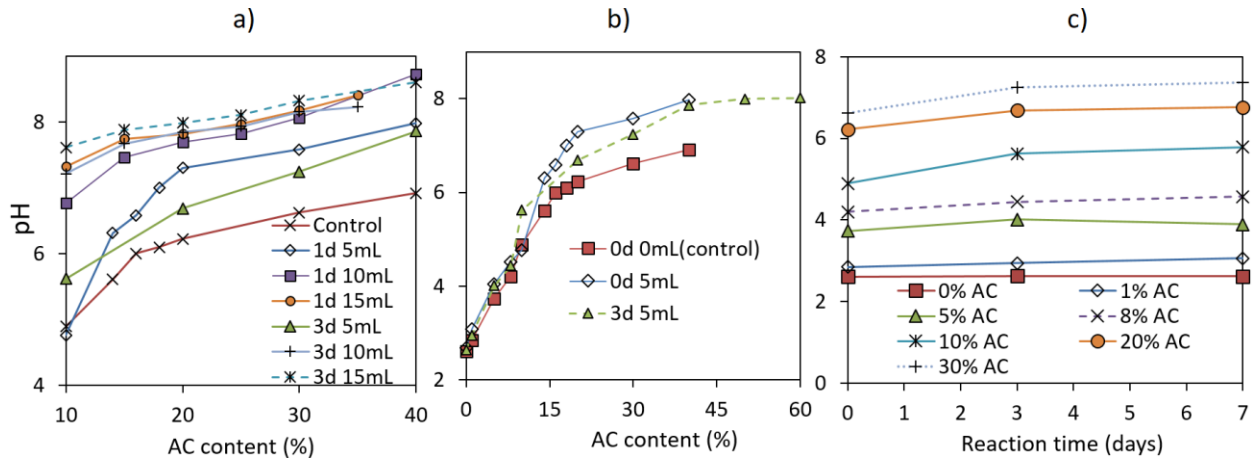 a)
pH
8
6
4
10
20
30
40
AC content (%)
Control
1d 5mL
1d 10mL
1d 15mL
3d 5mL
3d 10mL
3d 15mL
b)
10
8
6
4
2
0
15
30
45
60
AC content (%)
0d 0mL(control)
0d 5mL
3d 5mL
c)
8
6
4
2
0
0
1
2
3
4
5
6
7
Reaction time (days)
0% AC
1% AC
5% AC
8% AC
10% AC
20% AC
30% AC